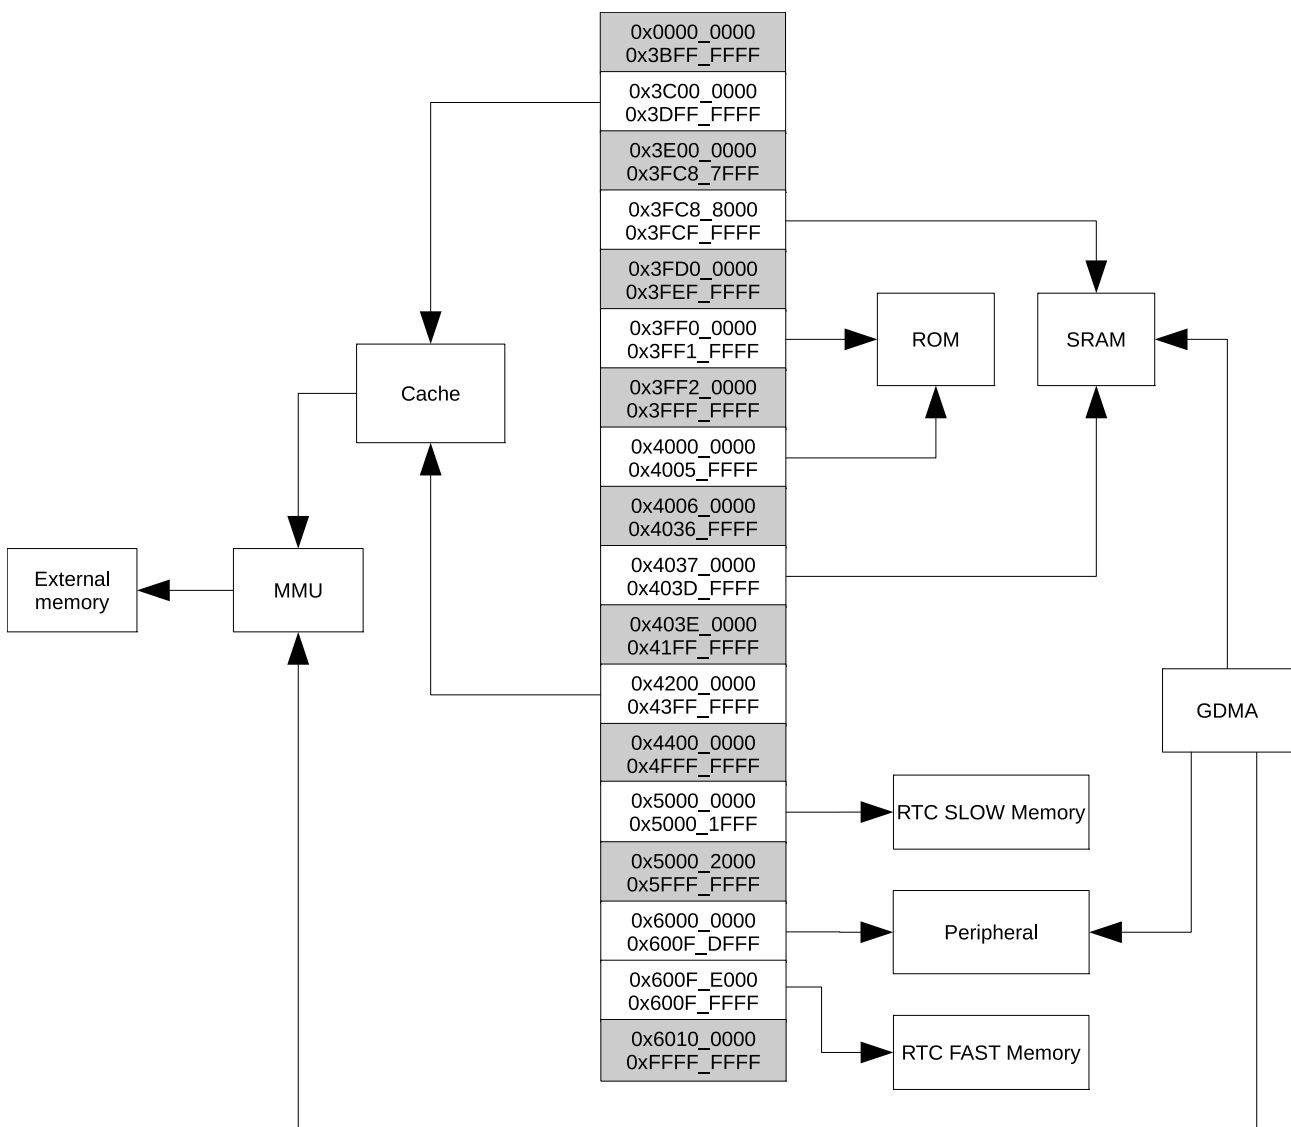 0x0000_0000
0x3BFF_FFFF
0x3C00_0000
0x3DFF_FFFF
0x3E00_0000
0x3FC8_7FFF
0x3FC8_8000
0x3FCF_FFFF
0x3FD0_0000
0x3FEF_FFFF
0x3FF0_0000
0x3FF1_FFFF
0x3FF2_0000
0x3FFF_FFFF
0x4000_0000
0x4005_FFFF
0x4006_0000
0x4036_FFFF
0x4037_0000
0x403D_FFFF
0x403E_0000
0x41FF_FFFF
0x4200_0000
0x43FF_FFFF
0x4400_0000
0x4FFF_FFFF
0x5000_0000
0x5000_1FFF
0x5000_2000
0x5FFF_FFFF
0x6000_0000
0x600F_DFFF
0x600F_E000
0x600F_FFFF
0x6010_0000
0xFFFF_FFFF
Cache
MMU
External
memory
ROM
SRAM
GDMA
RTC SLOW Memory
Peripheral
RTC FAST Memory